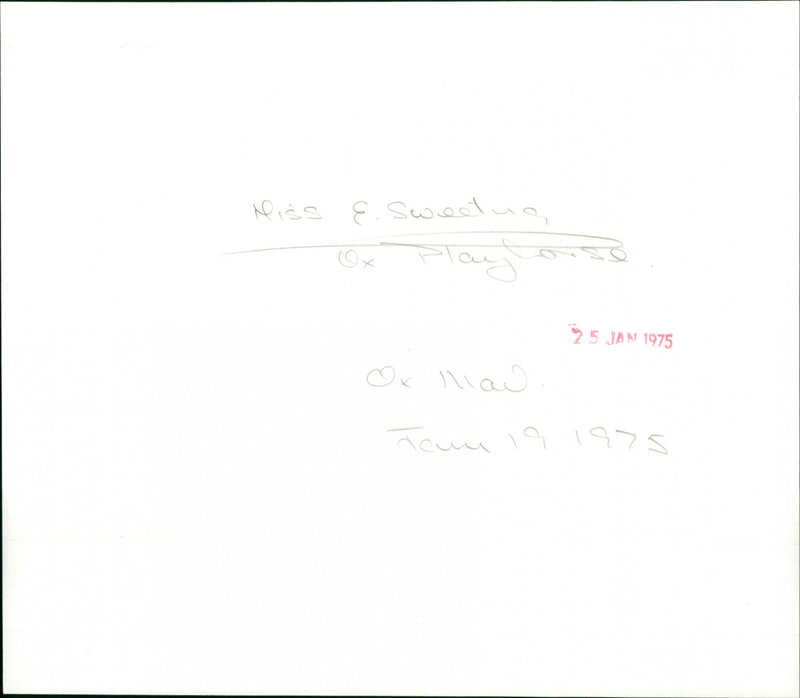 Miss E. Sweeting
Ox Playhouse.
25 JAN 1975
Ox Mail.
Jan 19 1975